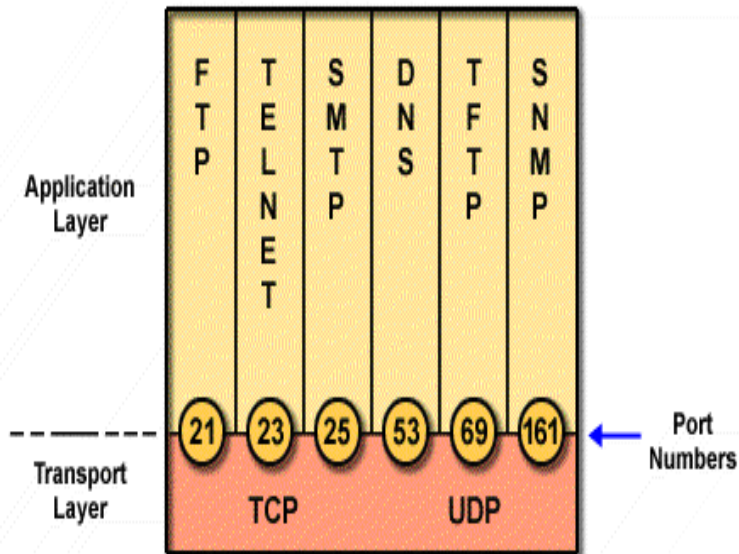 FTP
TELNET
SMTP
DNS
TFTP
SNMP
Application
Layer
21 23 25 53 69 161
Port
Numbers
Transport
Layer
TCP UDP